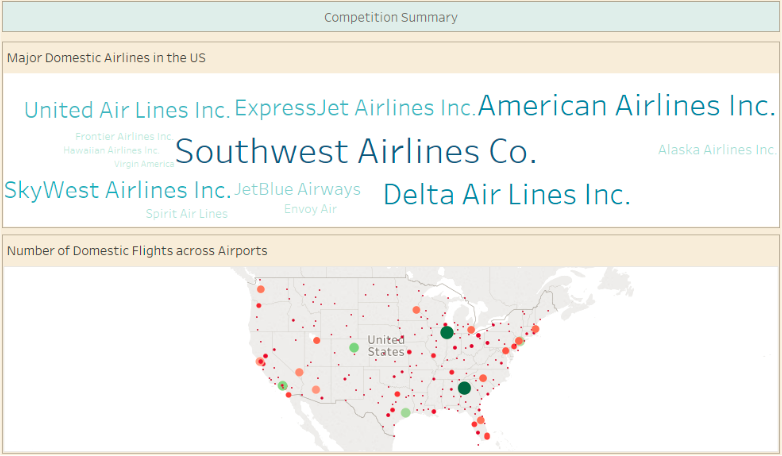 Competition Summary
Major Domestic Airlines in the US
United Air Lines Inc. ExpressJet Airlines Inc. American Airlines Inc.
Frontier Airlines Inc.
Hawaiian Airlines Inc.
Virgin America
Southwest Airlines Co.
Alaska Airlines Inc.
SkyWest Airlines Inc. JetBlue Airways
Delta Air Lines Inc.
Spirit Air Lines
Envoy Air
Number of Domestic Flights across Airports
United
States